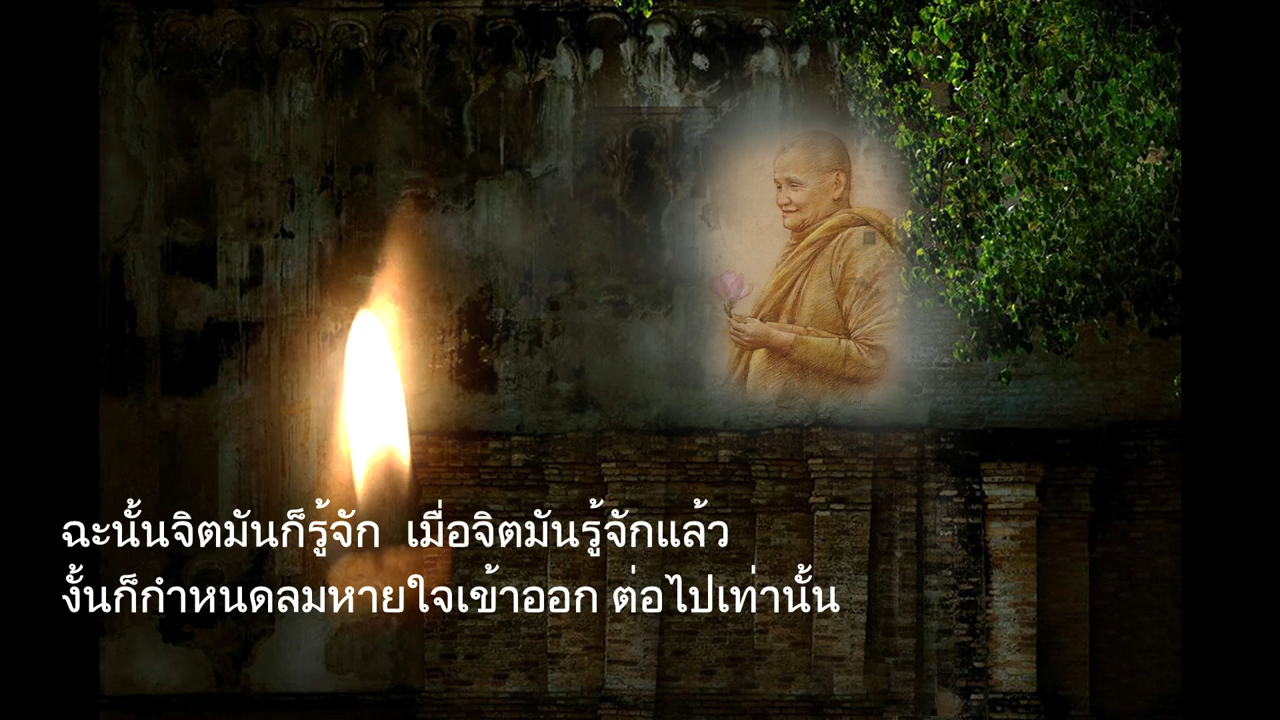 ฉะนั้นจิตมันก็รู้จัก เมื่อจิตมันรู้จักแล้ว
งั้นก็กำหนดลมหายใจเข้าออก ต่อไปเท่านั้น